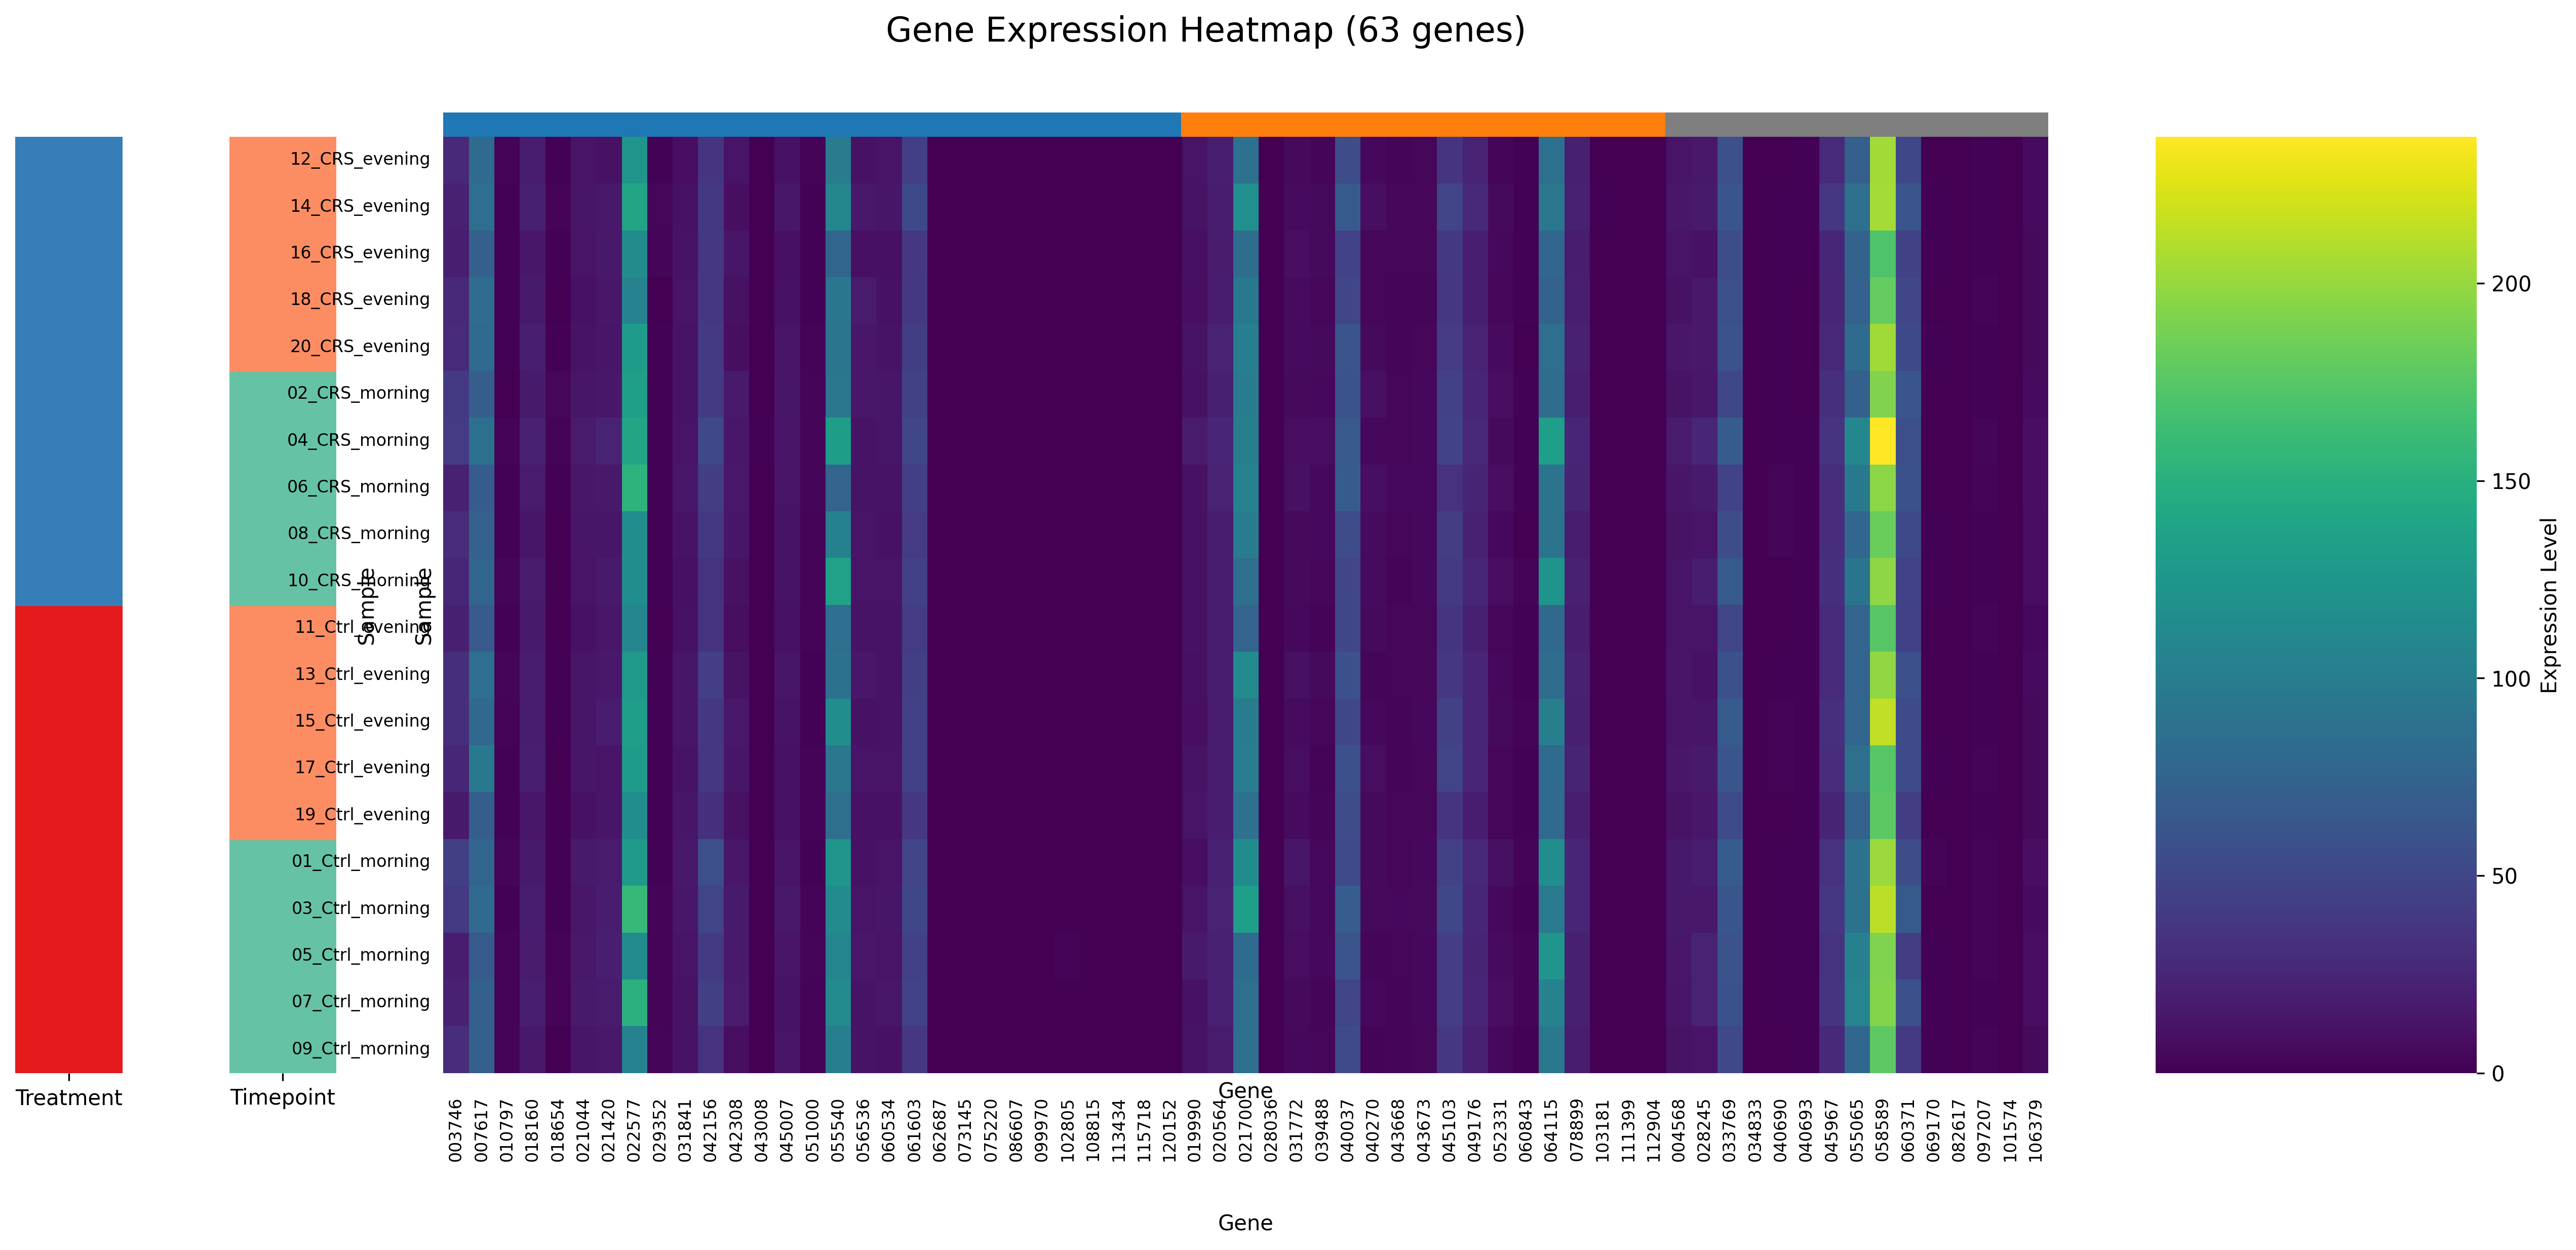 Gene Expression Heatmap (63 genes)
12_CRS_evening
14_CRS_evening
16_CRS_evening
18_CRS_evening
20_CRS_evening
02_CRS_morning
04_CRS_morning
06_CRS_morning
08_CRS_morning
10_CRS_morning
11_Ctrl_evening
13_Ctrl_evening
15_Ctrl_evening
17_Ctrl_evening
19_Ctrl_evening
01_Ctrl_morning
03_Ctrl_morning
05_Ctrl_morning
07_Ctrl_morning
09_Ctrl_morning
Sample
Sample
Treatment
Timepoint
Gene
003746
007617
010797
018160
018654
021044
021420
022577
029352
031841
042156
042308
043008
045007
051000
055540
056536
060534
061603
062687
073145
075220
086607
099970
102805
108815
113434
115718
120152
019990
020564
021700
028036
031772
039488
040037
040270
043668
043673
045103
049176
052331
060843
064115
078899
103181
111399
112904
004568
028245
033769
034833
040690
040693
045967
055065
058589
060371
069170
082617
097207
101574
106379
Gene
200
150
100
50
0
Expression Level